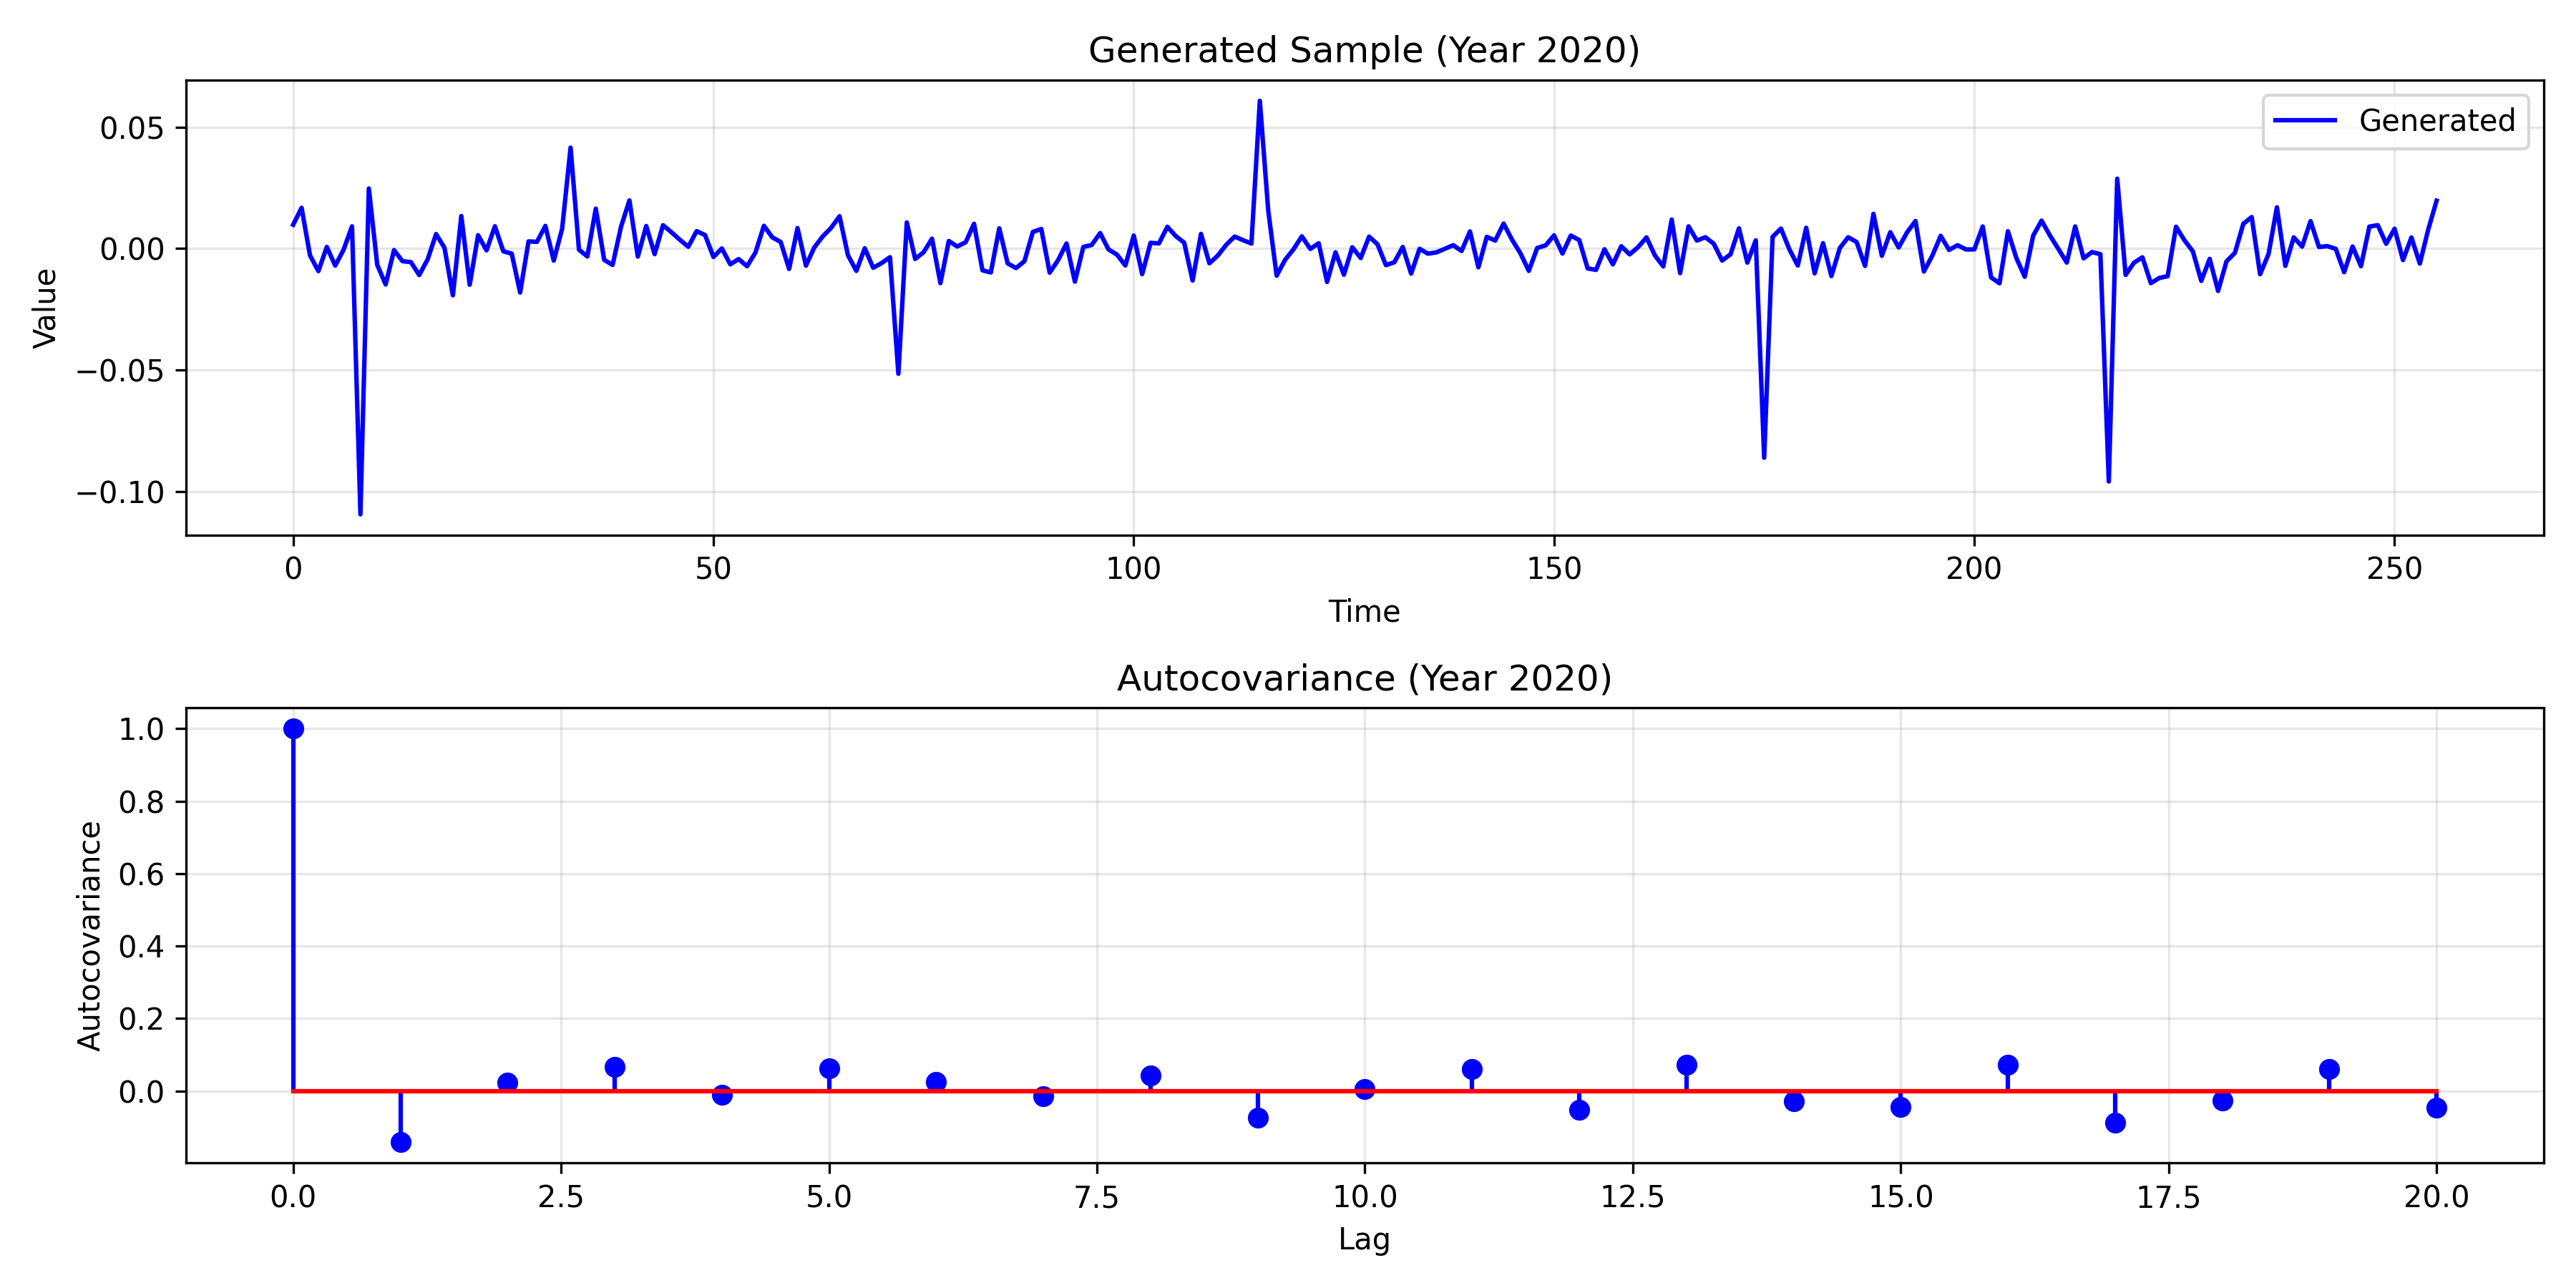 Generated Sample (Year 2020)
Generated
0.05
0.00
−0.05
−0.10
Value
0 50 100 150 200 250
Time
Autocovariance (Year 2020)
1.0
0.8
0.6
0.4
0.2
0.0
Autocovariance
0.0 2.5 5.0 7.5 10.0 12.5 15.0 17.5 20.0
Lag